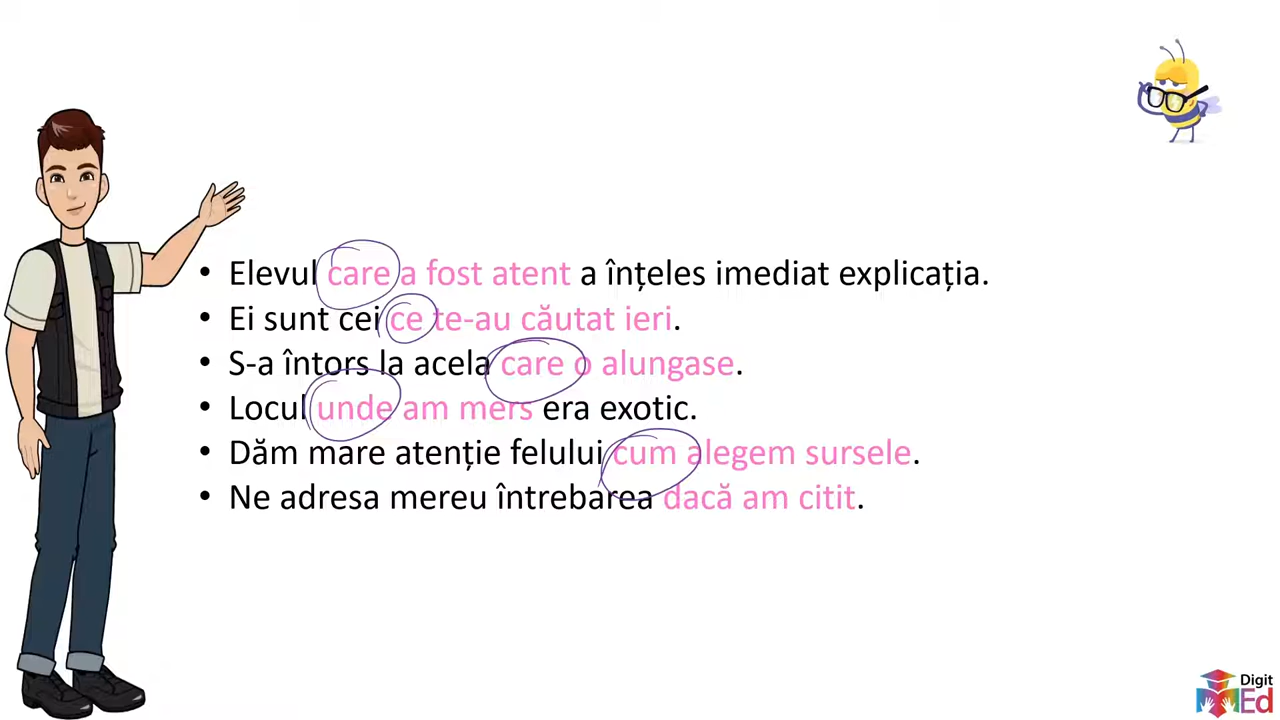 • Elevul care a fost atent a înțeles imediat explicația.
• Ei sunt cei ce te-au căutat ieri.
• S-a întors la acela care o alungase.
• Locul unde am mers era exotic.
• Dăm mare atenție felului cum alegem sursele.
• Ne adresa mereu întrebarea dacă am citit.
Digit
Ed